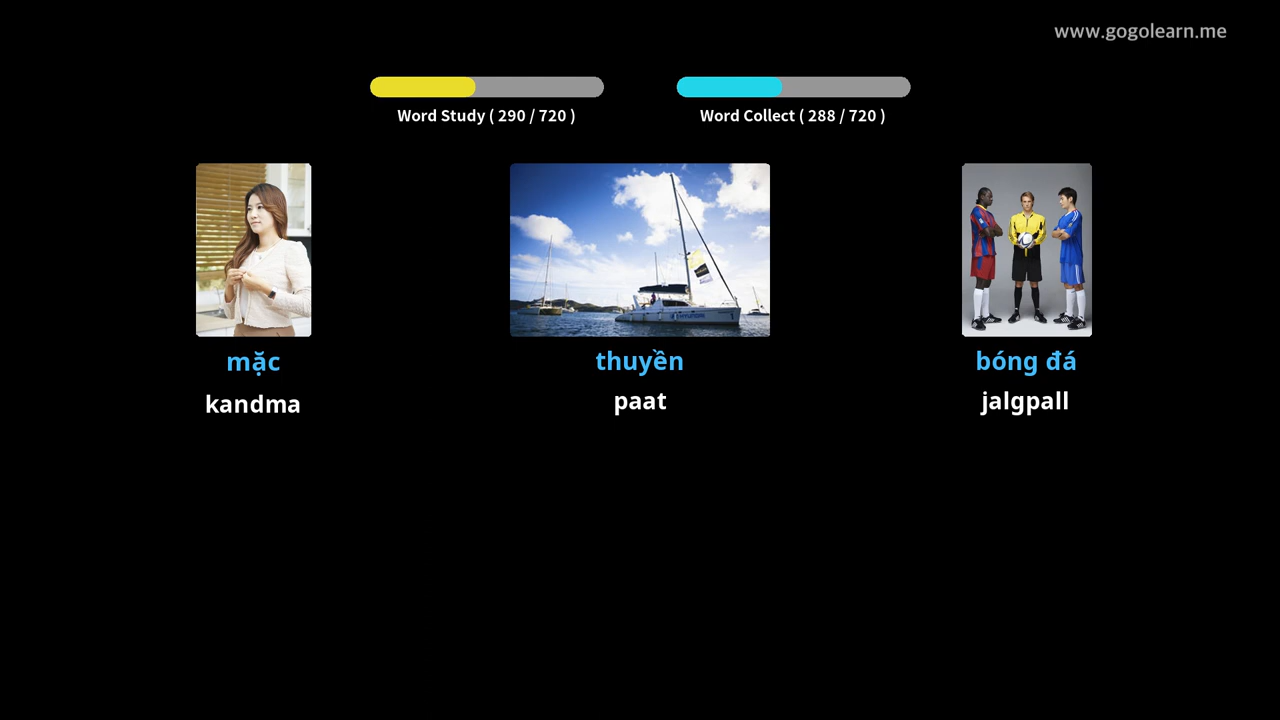 www.gogolearn.me
Word Study ( 290 / 720 )
Word Collect ( 288 / 720 )
mặc
thuyền
bóng đá
kandma
paat
jalgpall